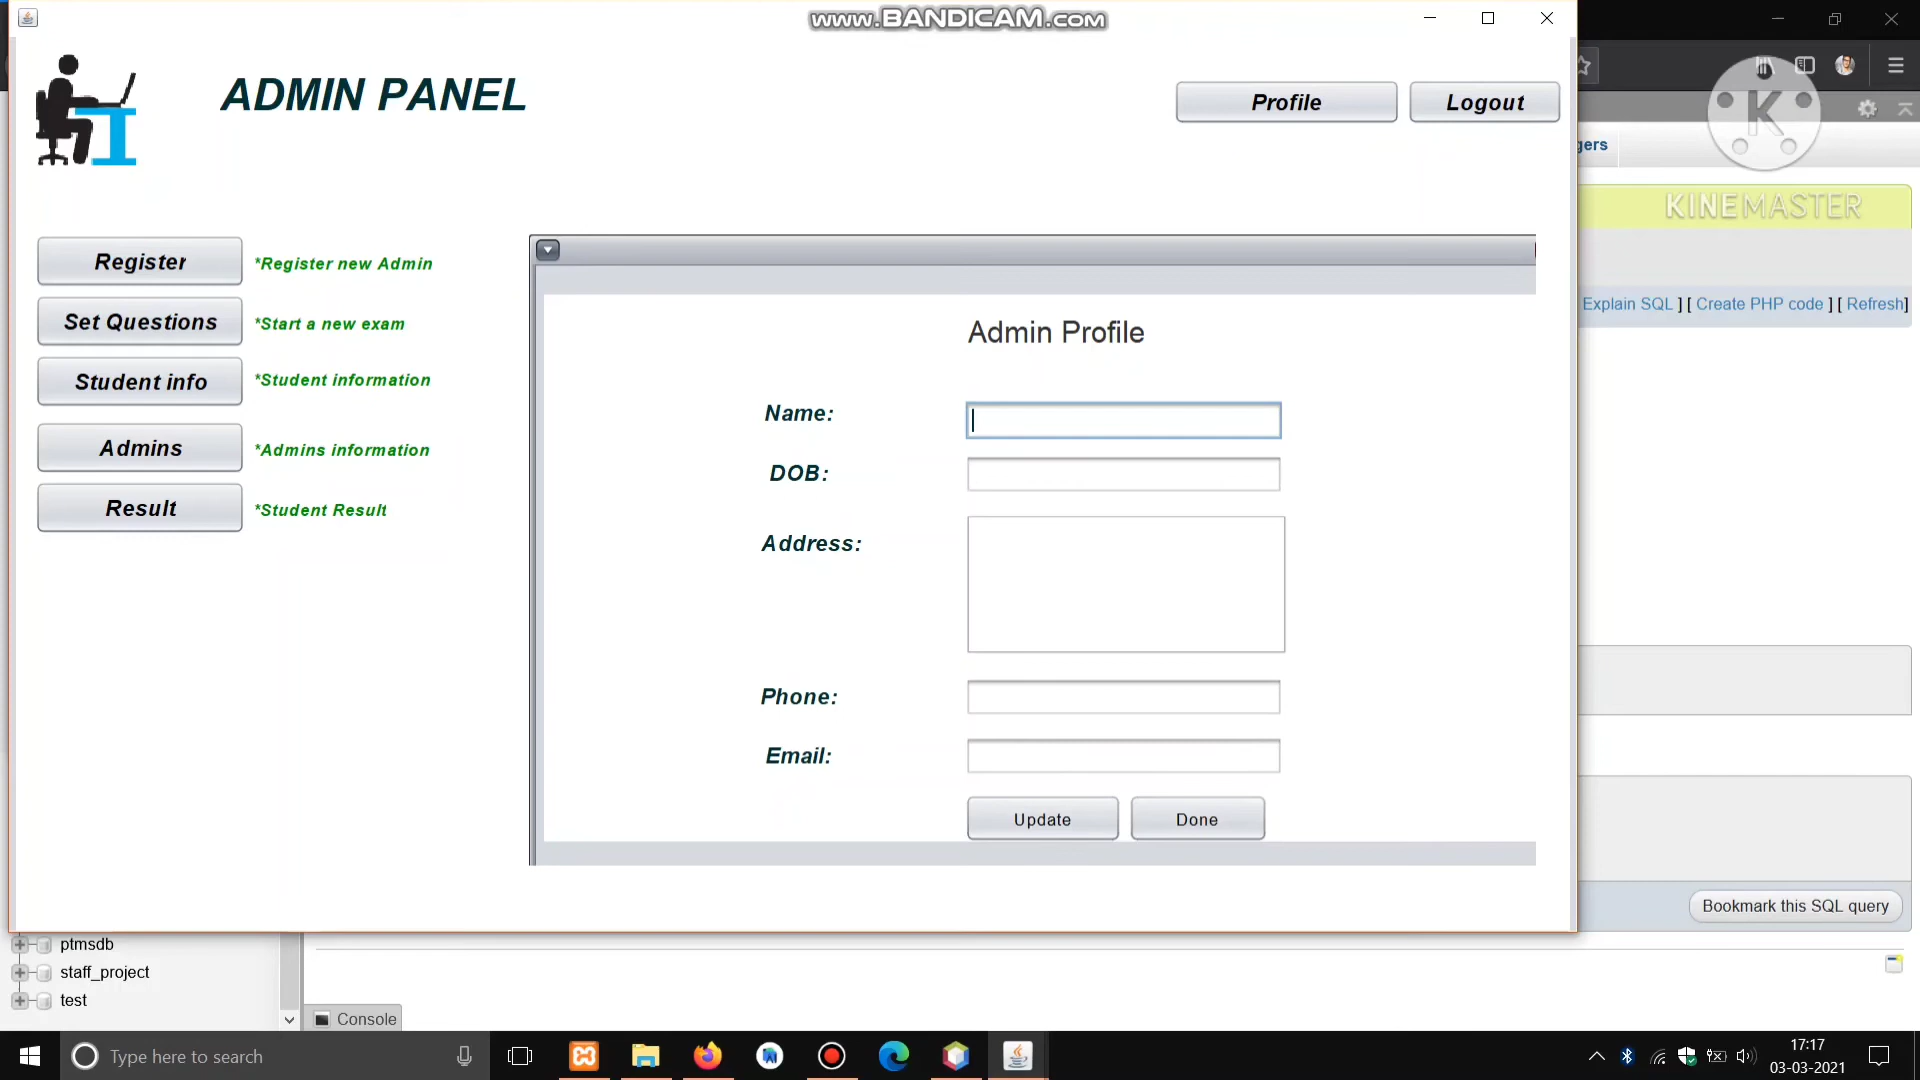 www.BANDICAM.com
ADMIN PANEL
Profile
Logout
K
gers
KINEMASTER
Register
*Register new Admin
Set Questions
*Start a new exam
Student info
*Student information
Admins
*Admins information
Result
*Student Result
Admin Profile
Name:
DOB:
Address:
Phone:
Email:
Update
Done
Explain SQL ] [ Create PHP code ] [ Refresh]
Bookmark this SQL query
ptmsdb
staff_project
test
Console
Type here to search
17:17
03-03-2021